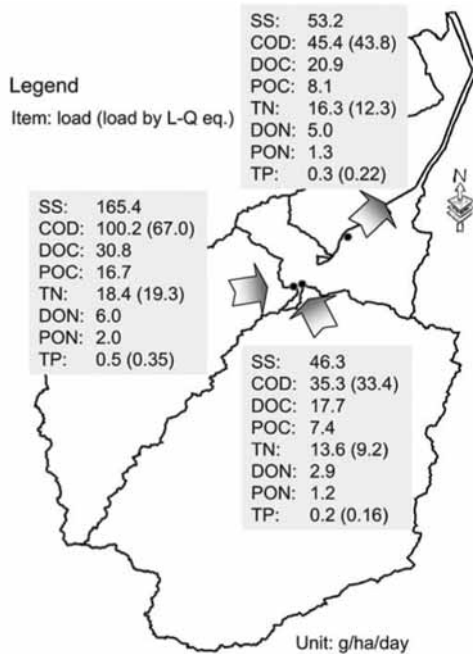 SS: 53.2
COD: 45.4 (43.8)
DOC: 20.9
POC: 8.1
TN: 16.3 (12.3)
DON: 5.0
PON: 1.3
TP: 0.3 (0.22)
Legend
Item: load (load by L-Q eq.)
N
SS: 165.4
COD: 100.2 (67.0)
DOC: 30.8
POC: 16.7
TN: 18.4 (19.3)
DON: 6.0
PON: 2.0
TP: 0.5 (0.35)
SS: 46.3
COD: 35.3 (33.4)
DOC: 17.7
POC: 7.4
TN: 13.6 (9.2)
DON: 2.9
PON: 1.2
TP: 0.2 (0.16)
Unit: g/ha/day